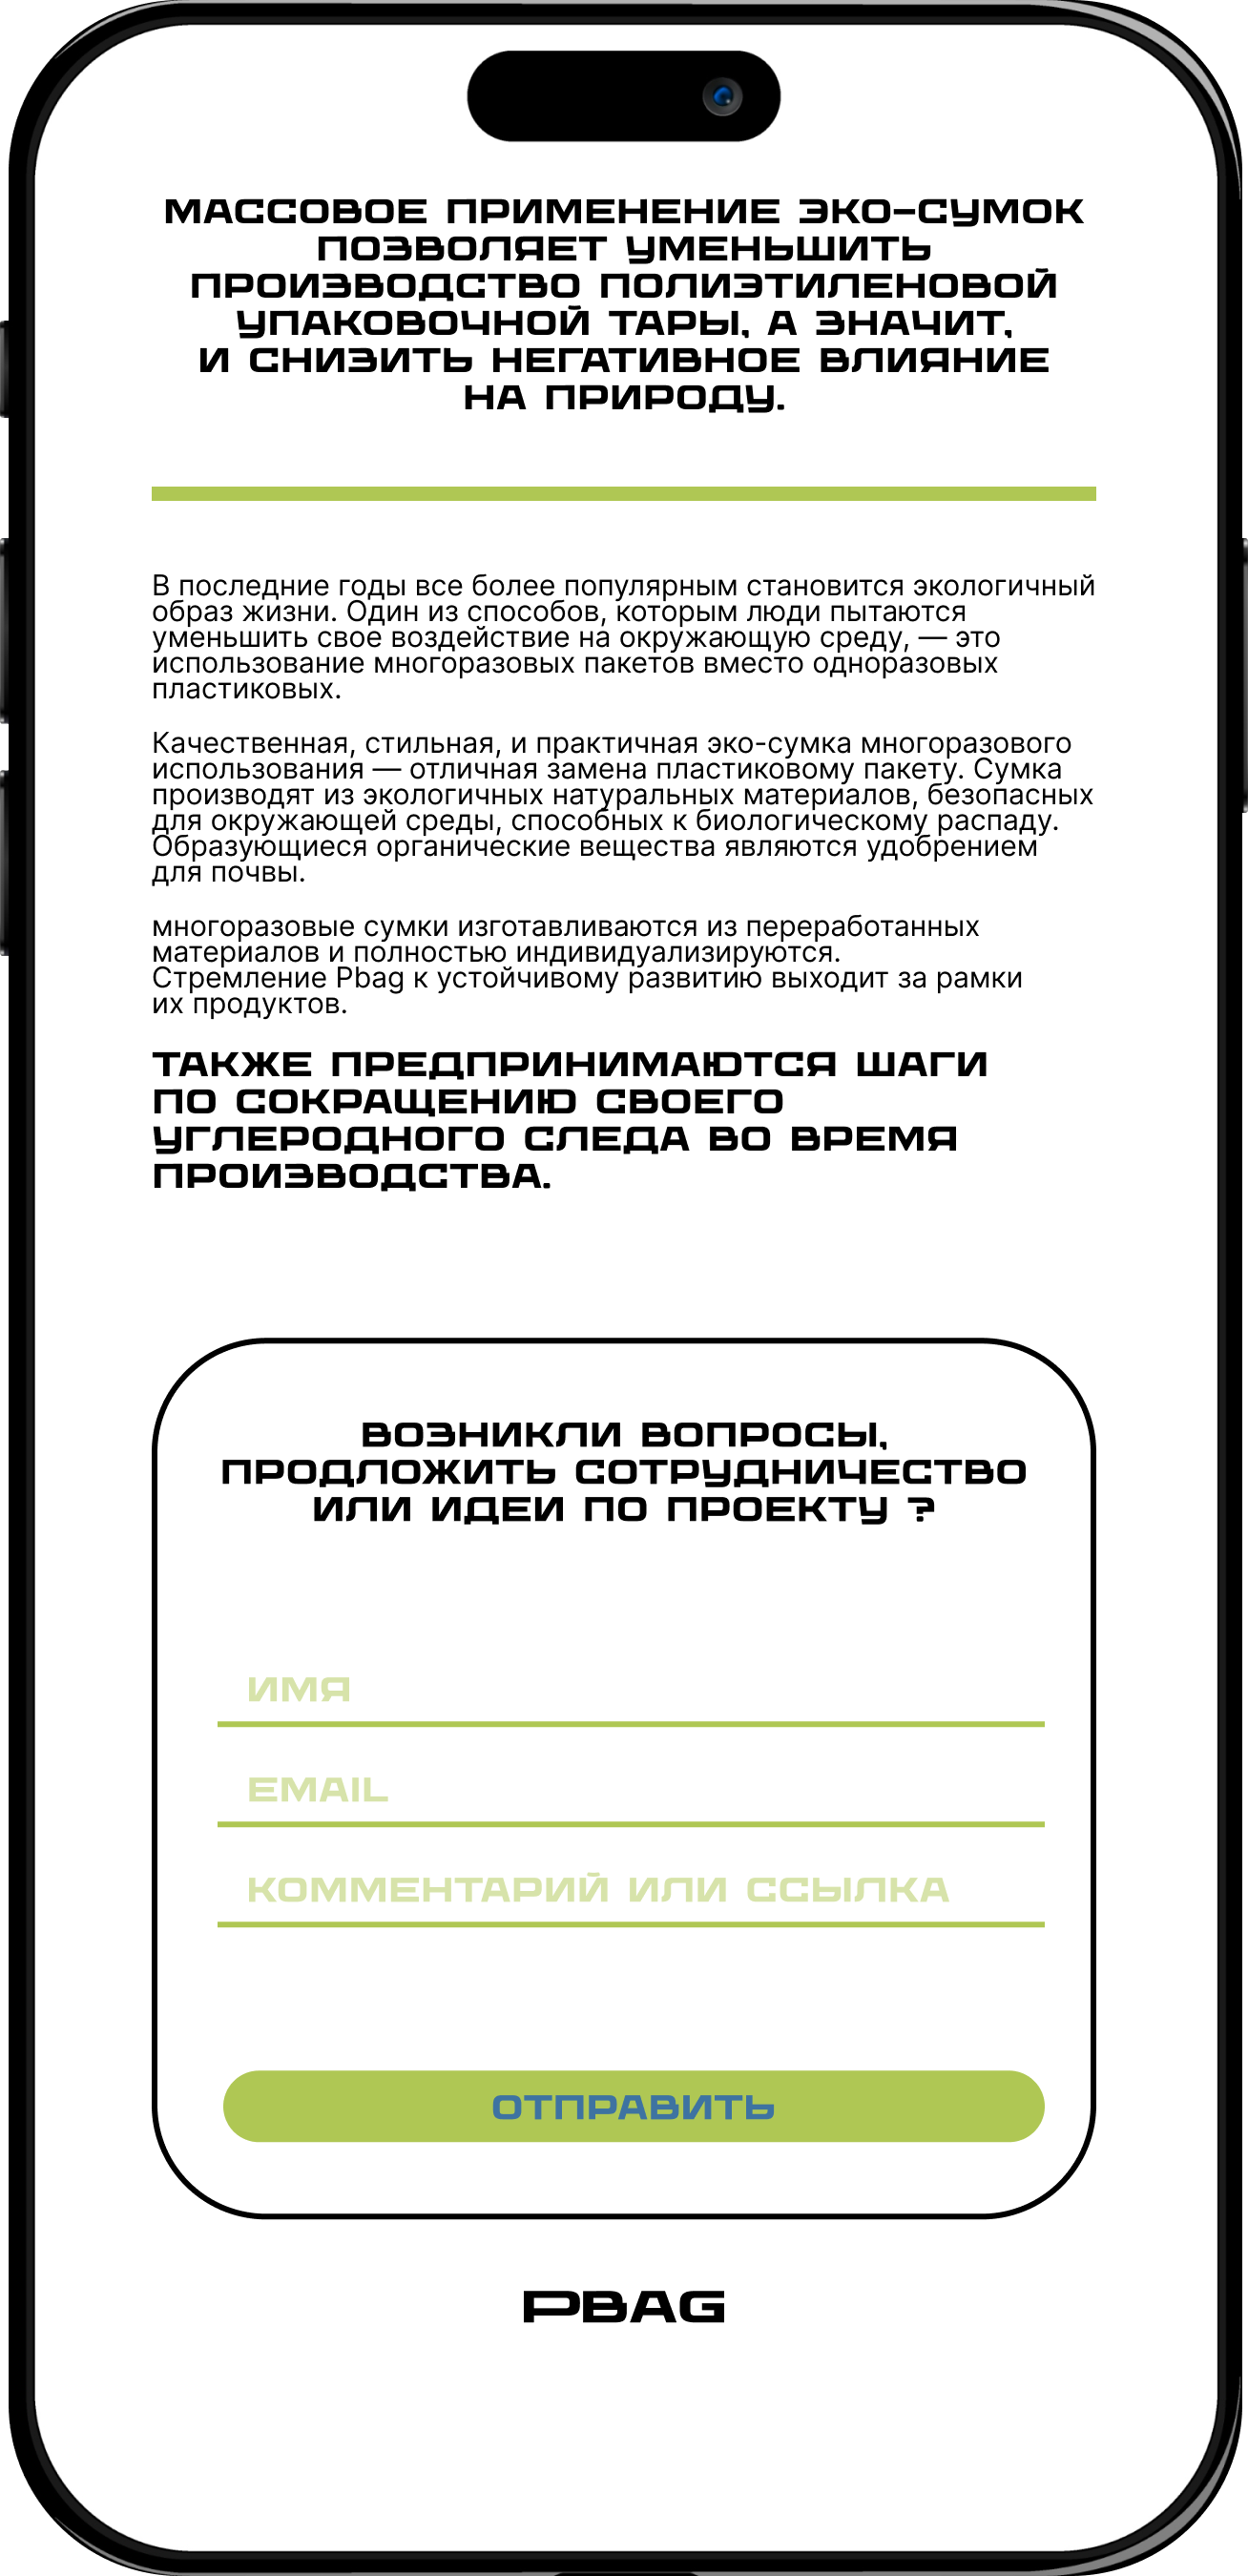 МАССОВОЕ ПРИМЕНЕНИЕ ЭКО-СУМОК
ПОЗВОЛЯЕТ УМЕНЬШИТЬ
ПРОИЗВОДСТВО ПОЛИЭТИЛЕНОВОЙ
УПАКОВОЧНОЙ ТАРЫ, А ЗНАЧИТ,
И СНИЗИТЬ НЕГАТИВНОЕ ВЛИЯНИЕ
НА ПРИРОДУ.
В последние годы все более популярным становится экологичный
образ жизни. Один из способов, которым люди пытаются
уменьшить свое воздействие на окружающую среду, — это
использование многоразовых пакетов вместо одноразовых
пластиковых.
Качественная, стильная, и практичная эко-сумка многоразового
использования — отличная замена пластиковому пакету. Сумка
производят из экологичных натуральных материалов, безопасных
для окружающей среды, способных к биологическому распаду.
Образующиеся органические вещества являются удобрением
для почвы.
многоразовые сумки изготавливаются из переработанных
материалов и полностью индивидуализируются.
Стремление Pbag к устойчивому развитию выходит за рамки
их продуктов.
ТАКЖЕ ПРЕДПРИНИМАЮТСЯ ШАГИ
ПО СОКРАЩЕНИЮ СВОЕГО
УГЛЕРОДНОГО СЛЕДА ВО ВРЕМЯ
ПРОИЗВОДСТВА.
ВОЗНИКЛИ ВОПРОСЫ,
ПРОДЛОЖИТЬ СОТРУДНИЧЕСТВО
ИЛИ ИДЕИ ПО ПРОЕКТУ ?
ИМЯ
EMAIL
КОММЕНТАРИЙ ИЛИ ССЫЛКА
ОТПРАВИТЬ
PBAG